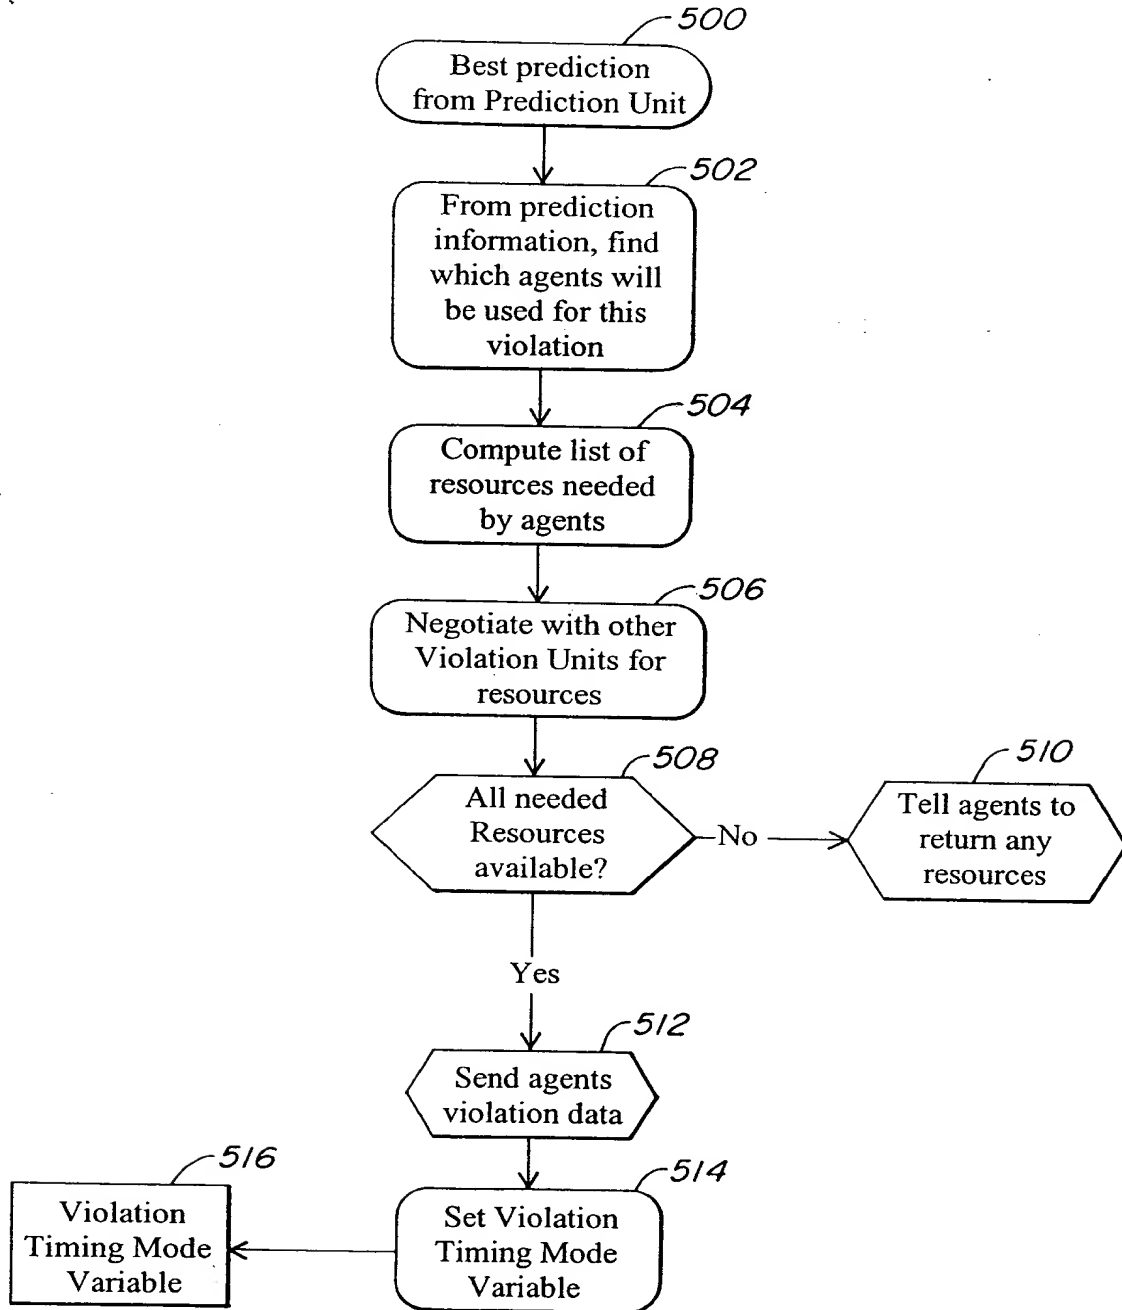 500
Best prediction
from Prediction Unit
502
From prediction
information, find
which agents will
be used for this
violation
504
Compute list of
resources needed
by agents
506
Negotiate with other
Violation Units for
resources
508
All needed
Resources
available?
No
510
Tell agents to
return any
resources
Yes
512
Send agents
violation data
514
Set Violation
Timing Mode
Variable
516
Violation
Timing Mode
Variable